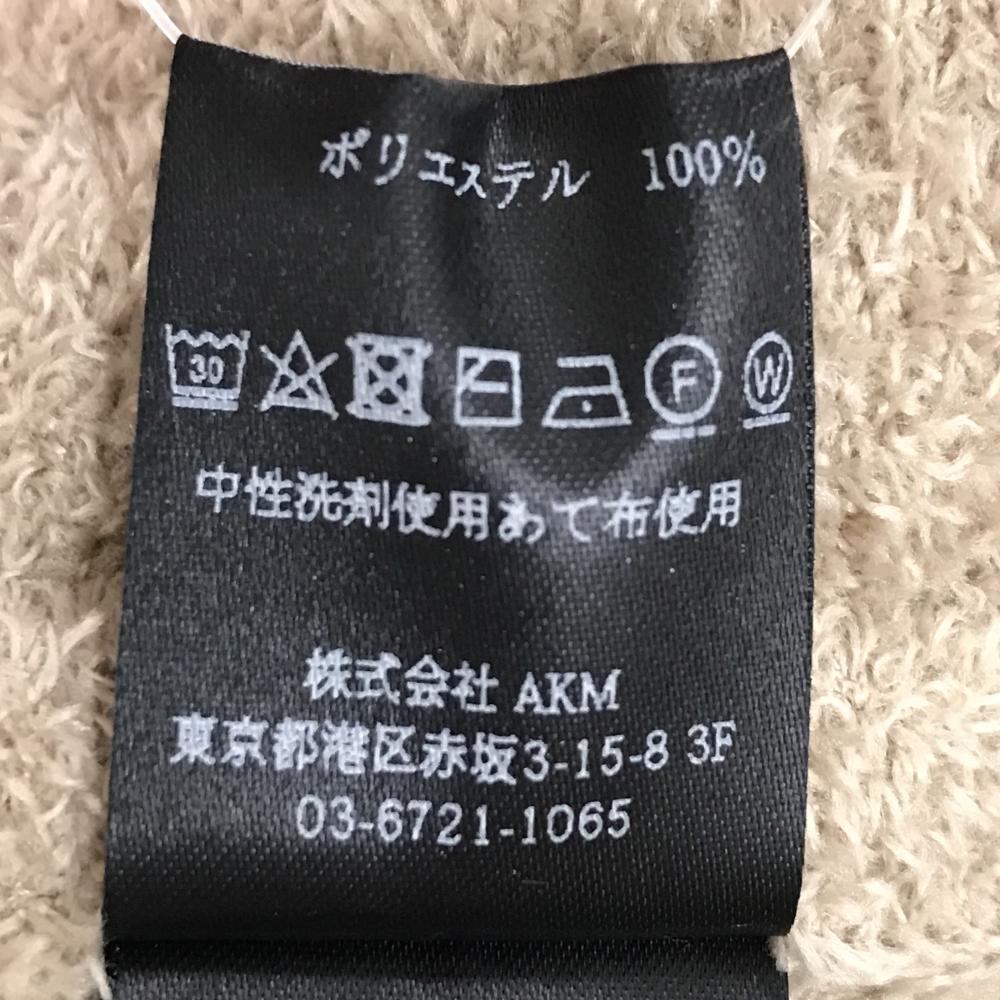 ポリエステル 100%
30 F W
中性洗剤使用あて布使用
株式会社 AKM
東京都港区赤坂3-15-8 3F
03-6721-1065